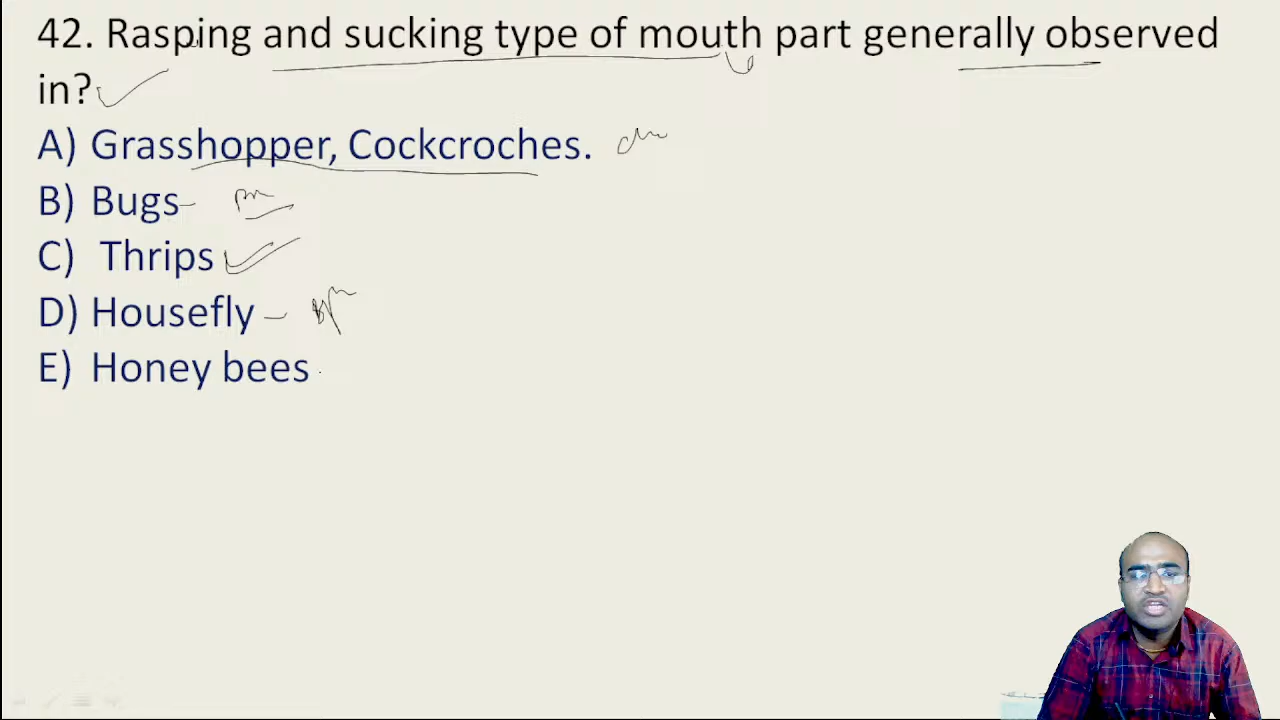 42. Rasping and sucking type of mouth part generally observed
in?
A) Grasshopper, Cockcroches.
B) Bugs
C) Thrips
D) Housefly
E) Honey bees